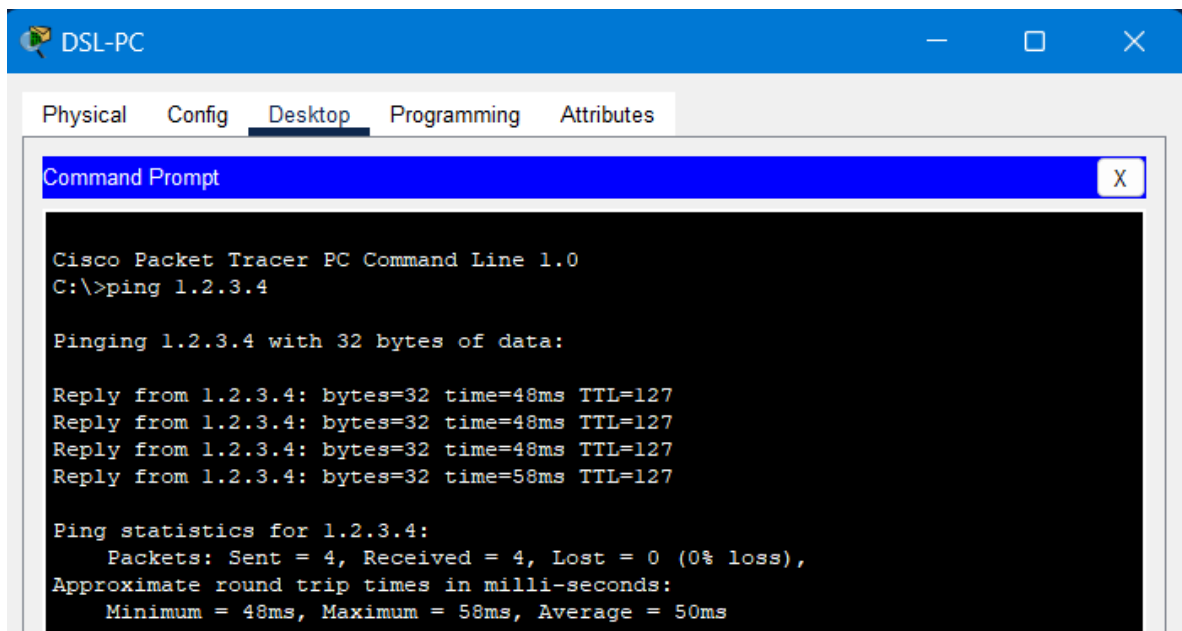 DSL-PC
Physical Config Desktop Programming Attributes
Command Prompt X
Cisco Packet Tracer PC Command Line 1.0
C:\>ping 1.2.3.4
Pinging 1.2.3.4 with 32 bytes of data:
Reply from 1.2.3.4: bytes=32 time=48ms TTL=127
Reply from 1.2.3.4: bytes=32 time=48ms TTL=127
Reply from 1.2.3.4: bytes=32 time=48ms TTL=127
Reply from 1.2.3.4: bytes=32 time=58ms TTL=127
Ping statistics for 1.2.3.4:
Packets: Sent = 4, Received = 4, Lost = 0 (0% loss),
Approximate round trip times in milli-seconds:
Minimum = 48ms, Maximum = 58ms, Average = 50ms